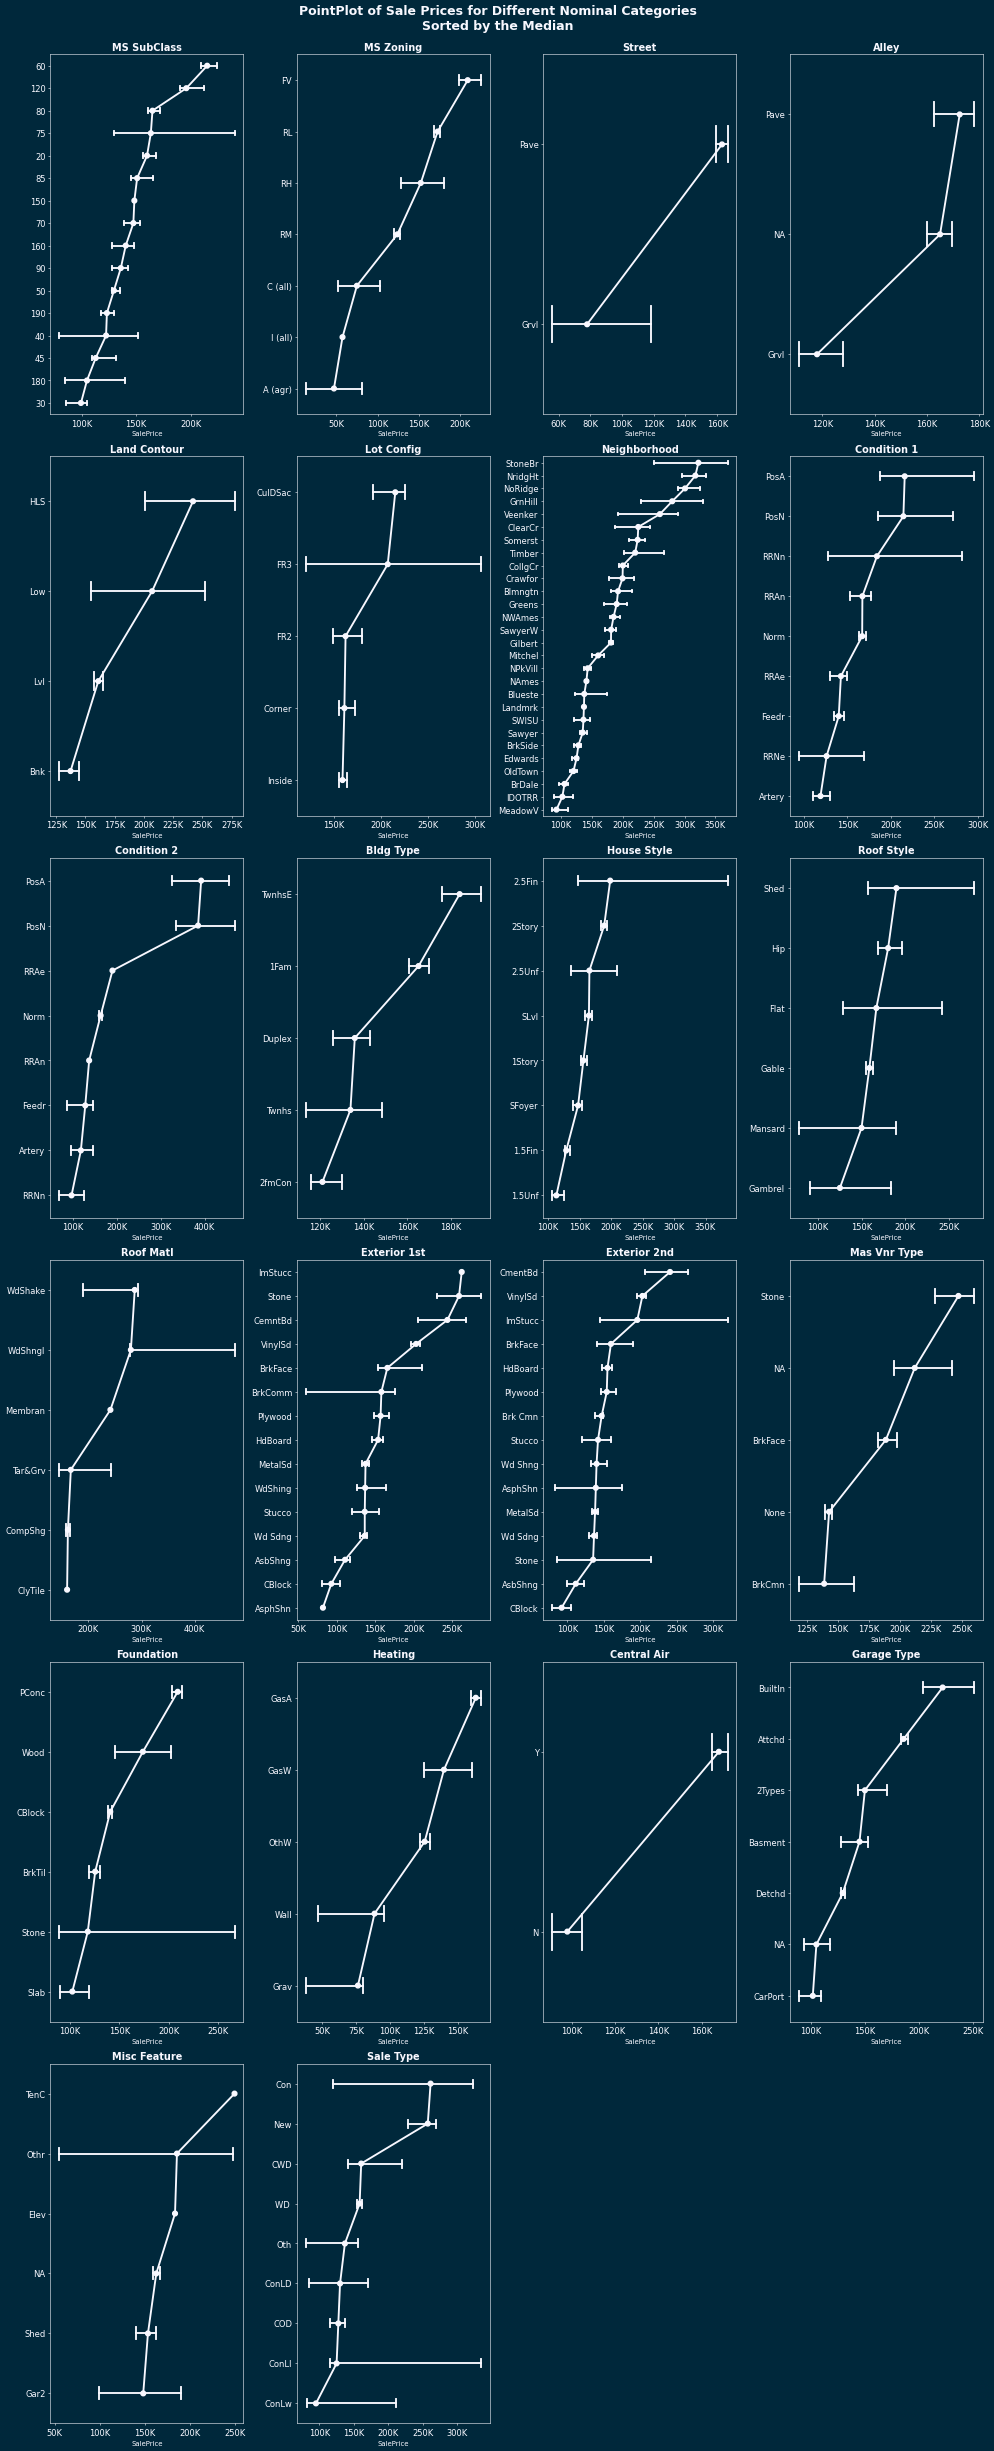 PointPlot of Sale Prices for Different Nominal Categories
Sorted by the Median
MS SubClass
60
120
80
75
20
85
150
70
160
90
50
190
40
45
180
30
100K 150K 200K
SalePrice
MS Zoning
FV
RL
RH
RM
C (all)
I (all)
A (agr)
50K 100K 150K 200K
SalePrice
Street
Pave
Grvl
60K 80K 100K 120K 140K 160K
SalePrice
Alley
Pave
NA
Grvl
120K 140K 160K 180K
SalePrice
Land Contour
HLS
Low
Lvl
Bnk
125K 150K 175K 200K 225K 250K 275K
SalePrice
Lot Config
CulDSac
FR3
FR2
Corner
Inside
150K 200K 250K 300K
SalePrice
Neighborhood
StoneBr
NridgHt
NoRidge
GrnHill
Veenker
ClearCr
Somerst
Timber
CollgCr
Crawfor
Blmngtn
Greens
NWAmes
SawyerW
Gilbert
Mitchel
NPkVill
NAmes
Blueste
Landmrk
SWISU
Sawyer
BrkSide
Edwards
OldTown
BrDale
IDOTRR
MeadowV
100K 150K 200K 250K 300K 350K
SalePrice
Condition 1
PosA
PosN
RRNn
RRAn
Norm
RRAe
Feedr
RRNe
Artery
100K 150K 200K 250K 300K
SalePrice
Condition 2
PosA
PosN
RRAe
Norm
RRAn
Feedr
Artery
RRNn
100K 200K 300K 400K
SalePrice
Bldg Type
TwnhsE
1Fam
Duplex
Twnhs
2fmCon
120K 140K 160K 180K
SalePrice
House Style
2.5Fin
2Story
2.5Unf
SLvl
1Story
SFoyer
1.5Fin
1.5Unf
100K 150K 200K 250K 300K 350K
SalePrice
Roof Style
Shed
Hip
Flat
Gable
Mansard
Gambrel
100K 150K 200K 250K
SalePrice
Roof Matl
WdShake
WdShngl
Membran
Tar&Grv
CompShg
ClyTile
200K 300K 400K
SalePrice
Exterior 1st
ImStucc
Stone
CemntBd
VinylSd
BrkFace
BrkComm
Plywood
HdBoard
MetalSd
WdShing
Stucco
Wd Sdng
AsbShng
CBlock
AsphShn
50K 100K 150K 200K 250K
SalePrice
Exterior 2nd
CmentBd
VinylSd
ImStucc
BrkFace
HdBoard
Plywood
Brk Cmn
Stucco
Wd Shng
AsphShn
MetalSd
Wd Sdng
Stone
AsbShng
CBlock
100K 150K 200K 250K 300K
SalePrice
Mas Vnr Type
Stone
NA
BrkFace
None
BrkCmn
125K 150K 175K 200K 225K 250K
SalePrice
Foundation
PConc
Wood
CBlock
BrkTil
Stone
Slab
100K 150K 200K 250K
SalePrice
Heating
GasA
GasW
OthW
Wall
Grav
50K 75K 100K 125K 150K
SalePrice
Central Air
Y
N
100K 120K 140K 160K
SalePrice
Garage Type
BuiltIn
Attchd
2Types
Basment
Detchd
NA
CarPort
100K 150K 200K 250K
SalePrice
Misc Feature
TenC
Othr
Elev
NA
Shed
Gar2
50K 100K 150K 200K 250K
SalePrice
Sale Type
Con
New
CWD
WD
Oth
ConLD
COD
ConLI
ConLw
100K 150K 200K 250K 300K
SalePrice